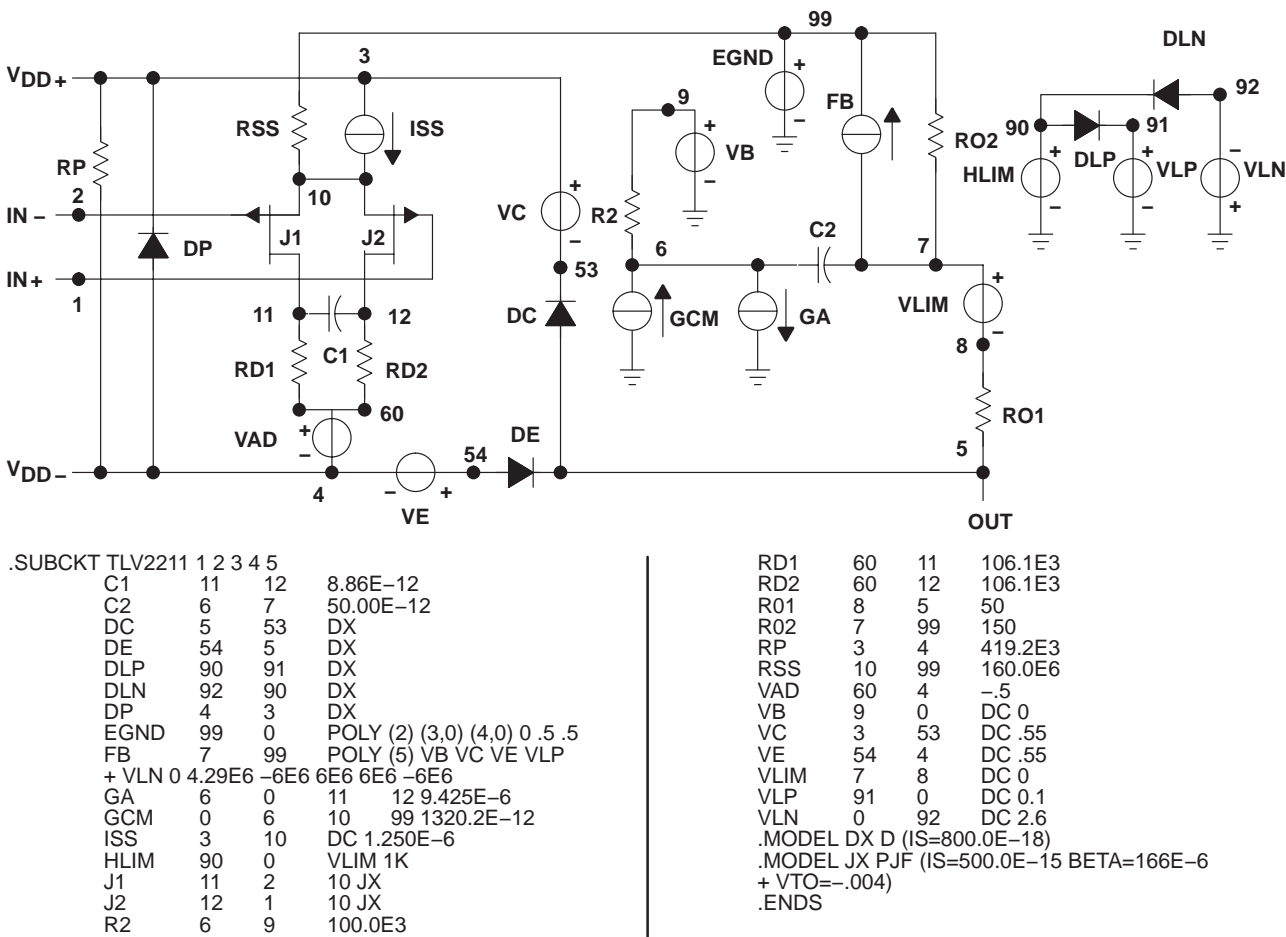 99
3
EGND
+
DLN
VDD+
9
FB
92
RSS
ISS
+
VB
–
–
RO2
90
91
–
RP
10
HLIM
+
DLP
+
VLP
VLN
2
VC
+
R2
–
–
+
IN –
J1
J2
–
C2
DP
6
7
IN+
53
+
1
11
12
DC
GCM
GA
VLIM
C1
–
8
RD1
RD2
60
RO1
VAD
+
–
DE
54
5
VDD–
4
–
+
VE
OUT
.SUBCKT TLV2211 1 2 3 4 5
C1 11 12 8.86E–12
C2 6 7 50.00E–12
DC 5 53 DX
DE 54 5 DX
DLP 90 91 DX
DLN 92 90 DX
DP 4 3 DX
EGND 99 0 POLY (2) (3,0) (4,0) 0 .5 .5
FB 7 99 POLY (5) VB VC VE VLP
+ VLN 0 4.29E6 –6E6 6E6 6E6 –6E6
GA 6 0 11 12 9.425E–6
GCM 0 6 10 99 1320.2E–12
ISS 3 10 DC 1.250E–6
HLIM 90 0 VLIM 1K
J1 11 2 10 JX
J2 12 1 10 JX
R2 6 9 100.0E3
RD1 60 11 106.1E3
RD2 60 12 106.1E3
R01 8 5 50
R02 7 99 150
RP 3 4 419.2E3
RSS 10 99 160.0E6
VAD 60 4 –.5
VB 9 0 DC 0
VC 3 53 DC .55
VE 54 4 DC .55
VLIM 7 8 DC 0
VLP 91 0 DC 0.1
VLN 0 92 DC 2.6
.MODEL DX D (IS=800.0E–18)
.MODEL JX PJF (IS=500.0E–15 BETA=166E–6
+ VTO=–.004)
.ENDS